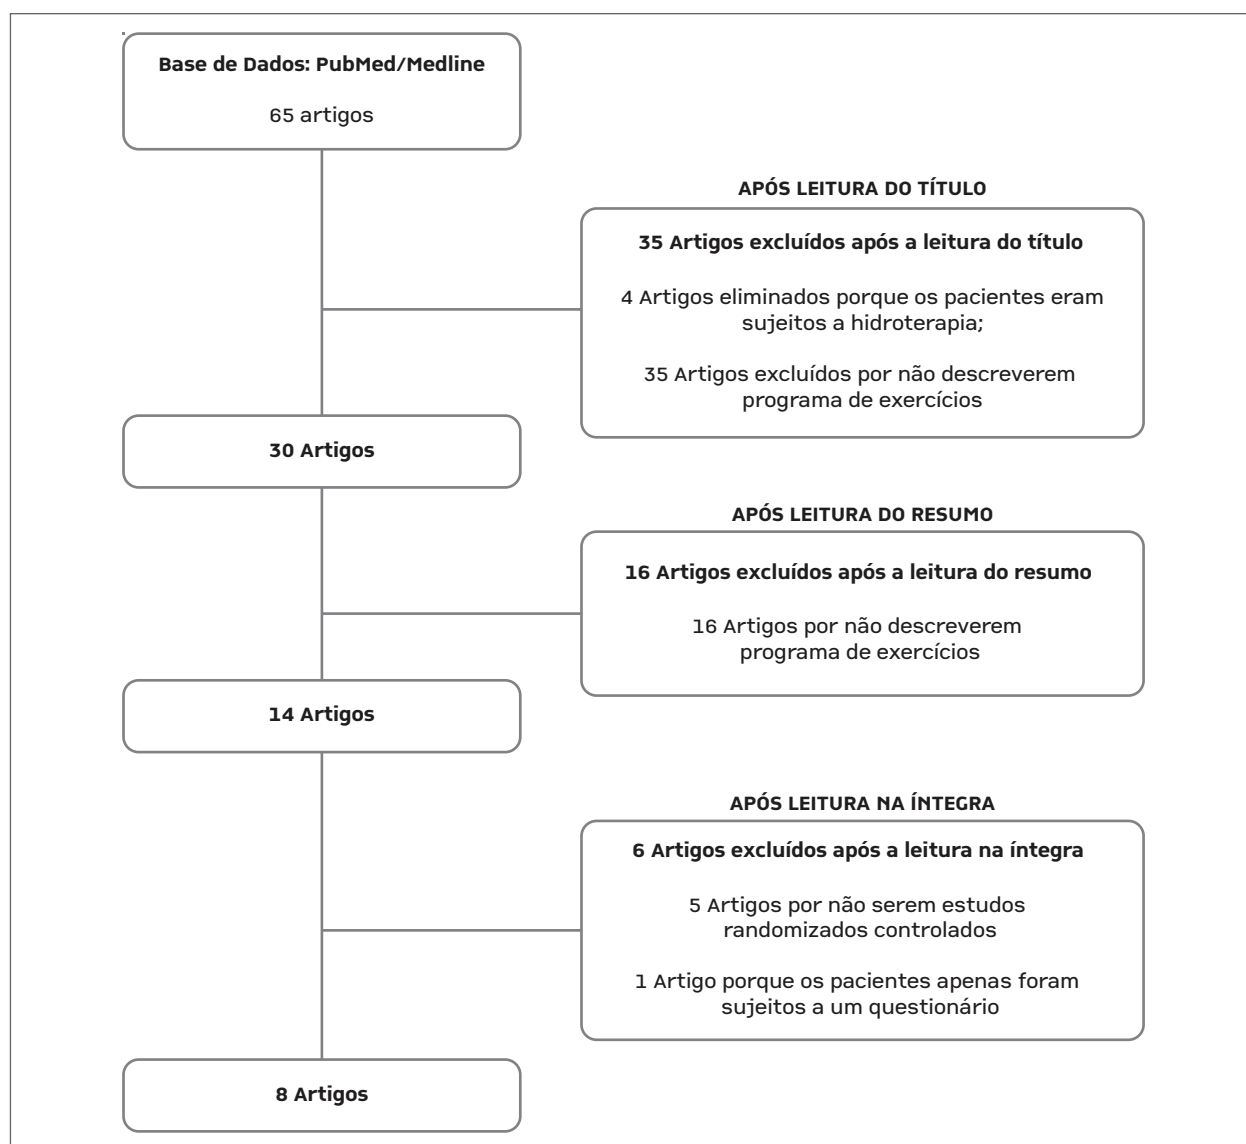 Base de Dados: PubMed/Medline
65 artigos
APÓS LEITURA DO TÍTULO
35 Artigos excluídos após a leitura do título
4 Artigos eliminados porque os pacientes eram
sujeitos a hidroterapia;
35 Artigos excluídos por não descreverem
programa de exercícios
30 Artigos
APÓS LEITURA DO RESUMO
16 Artigos excluídos após a leitura do resumo
16 Artigos por não descreverem
programa de exercícios
14 Artigos
APÓS LEITURA NA ÍNTEGRA
6 Artigos excluídos após a leitura na íntegra
5 Artigos por não serem estudos
randomizados controlados
1 Artigo porque os pacientes apenas foram
sujeitos a um questionário
8 Artigos